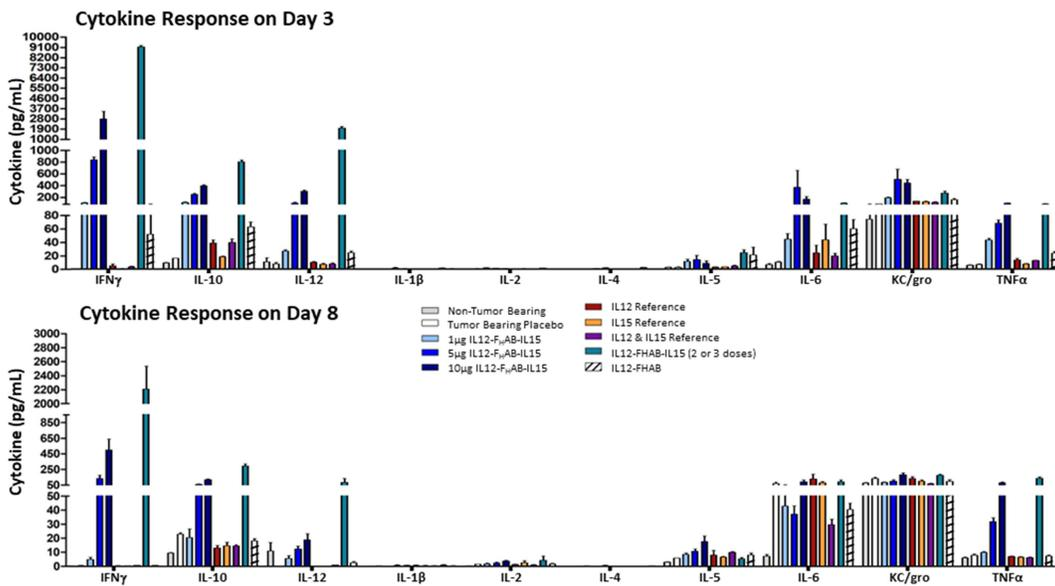 Cytokine Response on Day 3
Cytokine (pg/mL)
10000
9100
8200
7300
6400
5500
4600
3700
2800
1900
1000
1000
800
600
400
200
80
60
40
20
0
IFNγ IL-10 IL-12 IL-1β IL-2 IL-4 IL-5 IL-6 KC/gro TNFα
Cytokine Response on Day 8
Non-Tumor Bearing
Tumor Bearing Placebo
1μg IL12-FHAB-IL15
5μg IL12-FHAB-IL15
10μg IL12-FHAB-IL15
IL12 Reference
IL15 Reference
IL12 & IL15 Reference
IL12-FHAB-IL15 (2 or 3 doses)
IL12-FHAB
Cytokine (pg/mL)
3000
2800
2600
2400
2200
2000
850
650
450
250
50
50
40
30
20
10
0
IFNγ IL-10 IL-12 IL-1β IL-2 IL-4 IL-5 IL-6 KC/gro TNFα